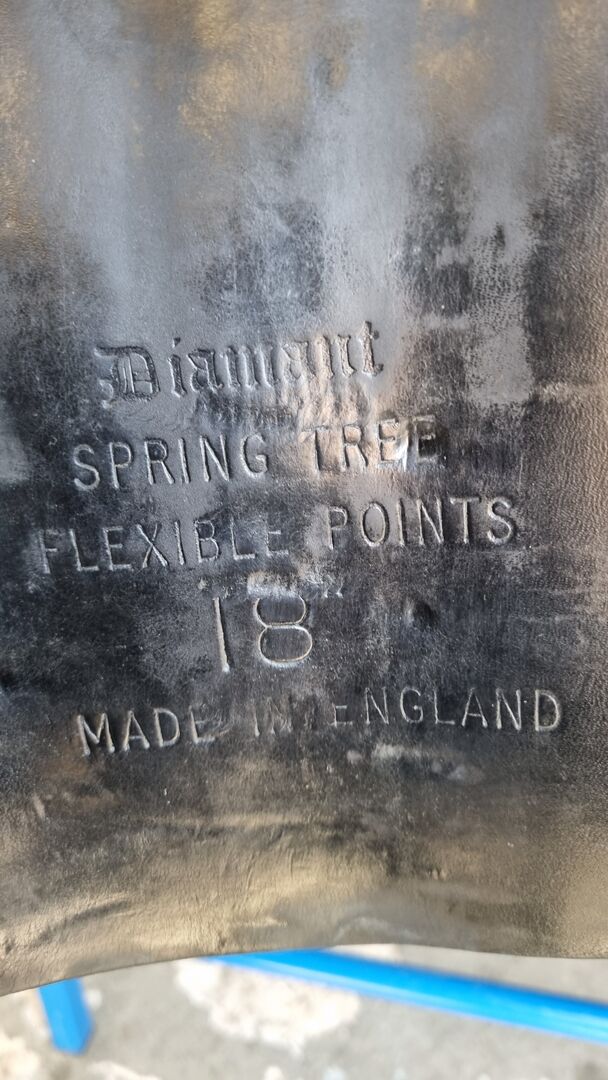 Diamant
SPRING TREE
FLEXIBLE POINTS
18"
MADE IN ENGLAND